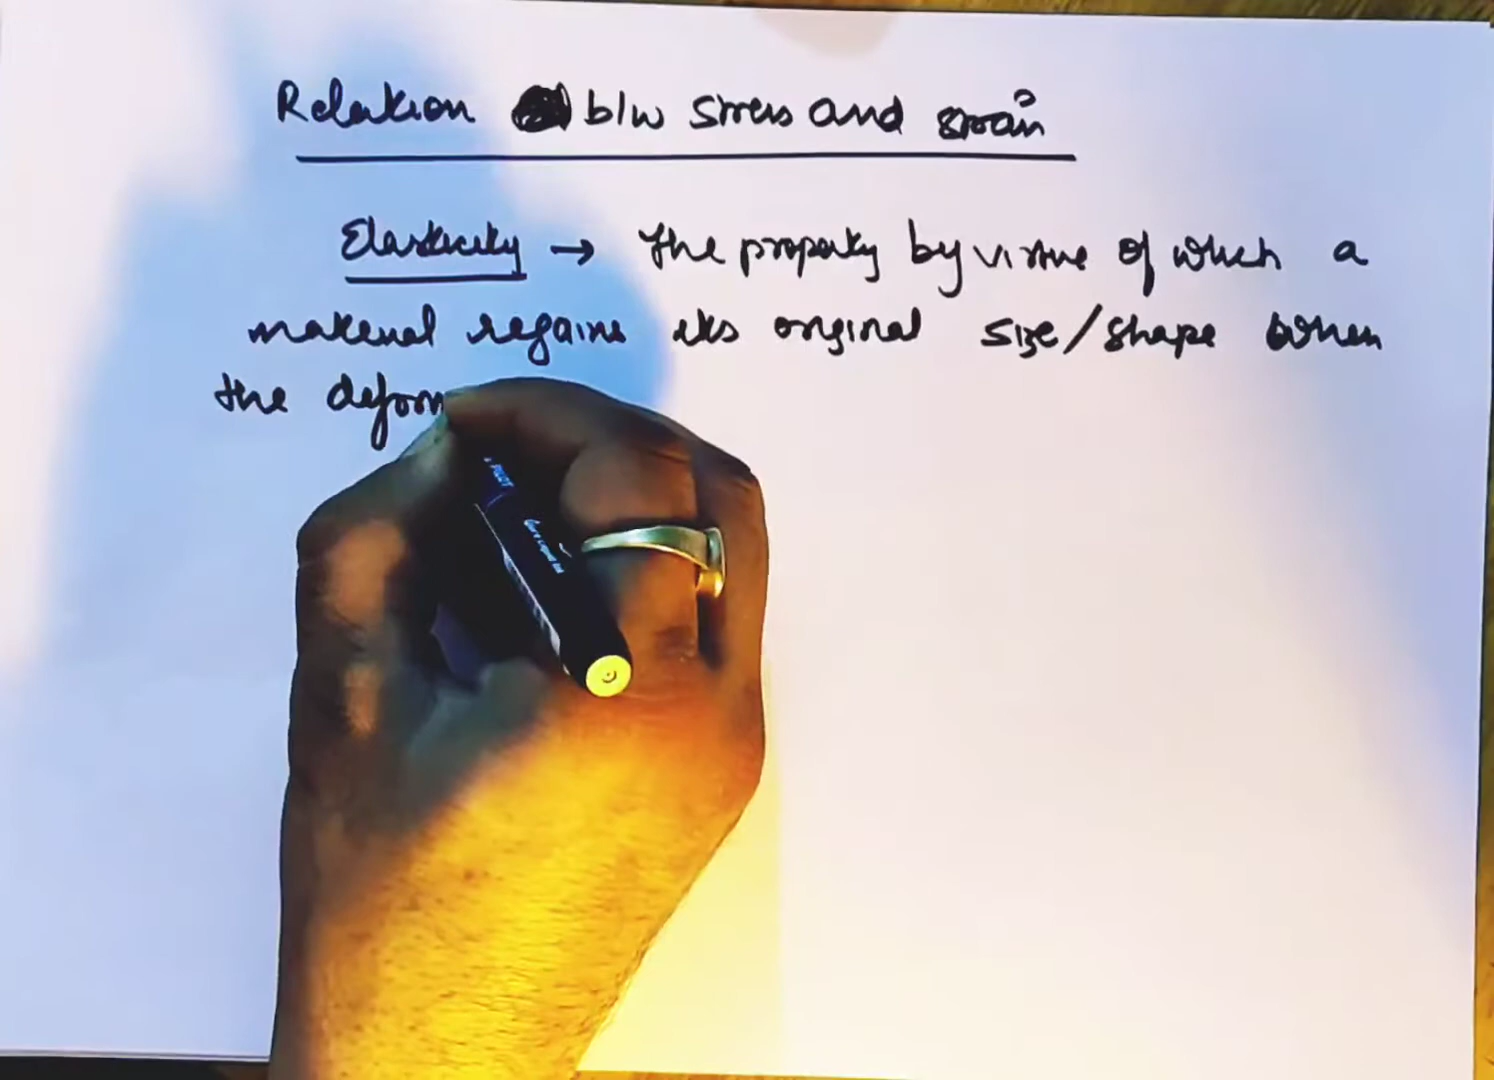 Relation b/w stress and strain
Elasticity → The property by virtue of which a
material regains its original size/shape when
the deform
PILOT